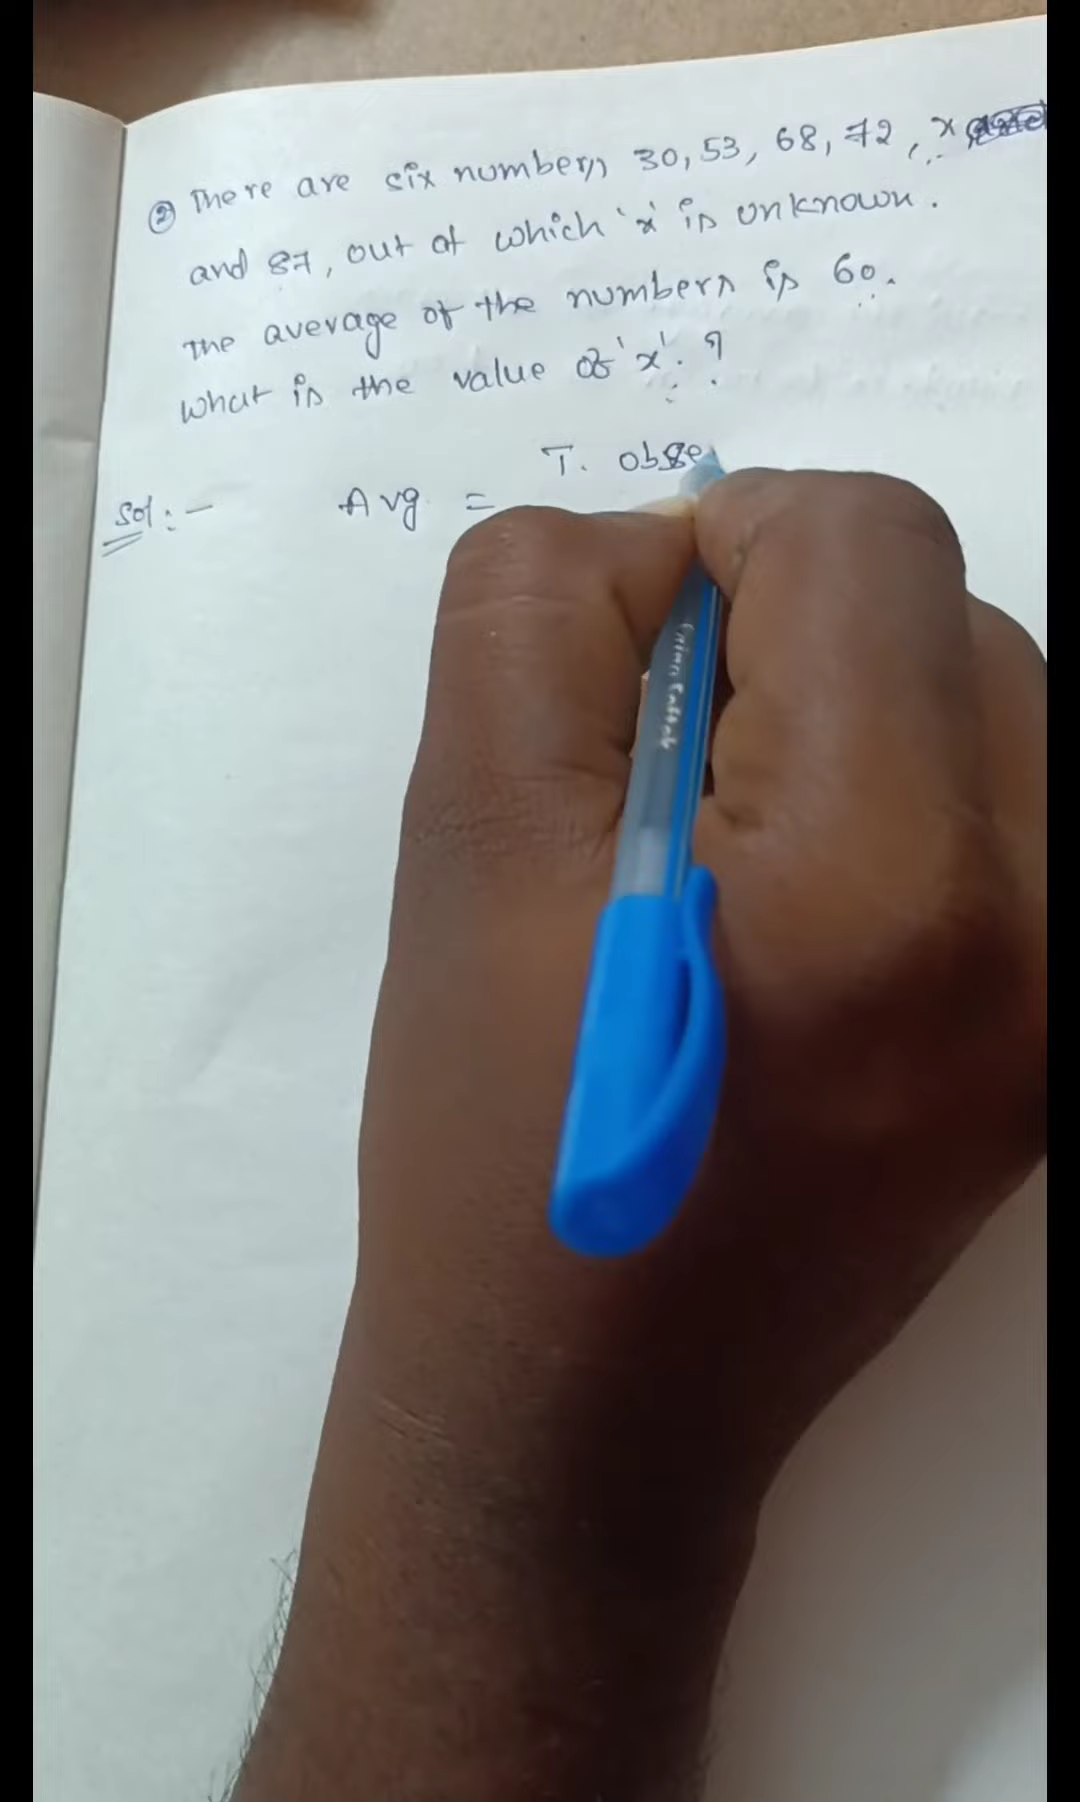 ② There are six numbers 30, 53, 68, 72, x
and 87, out of which 'x' is unknown.
The average of the numbers is 60.
What is the value of 'x'. ?
T. obse
Sol:- Avg =